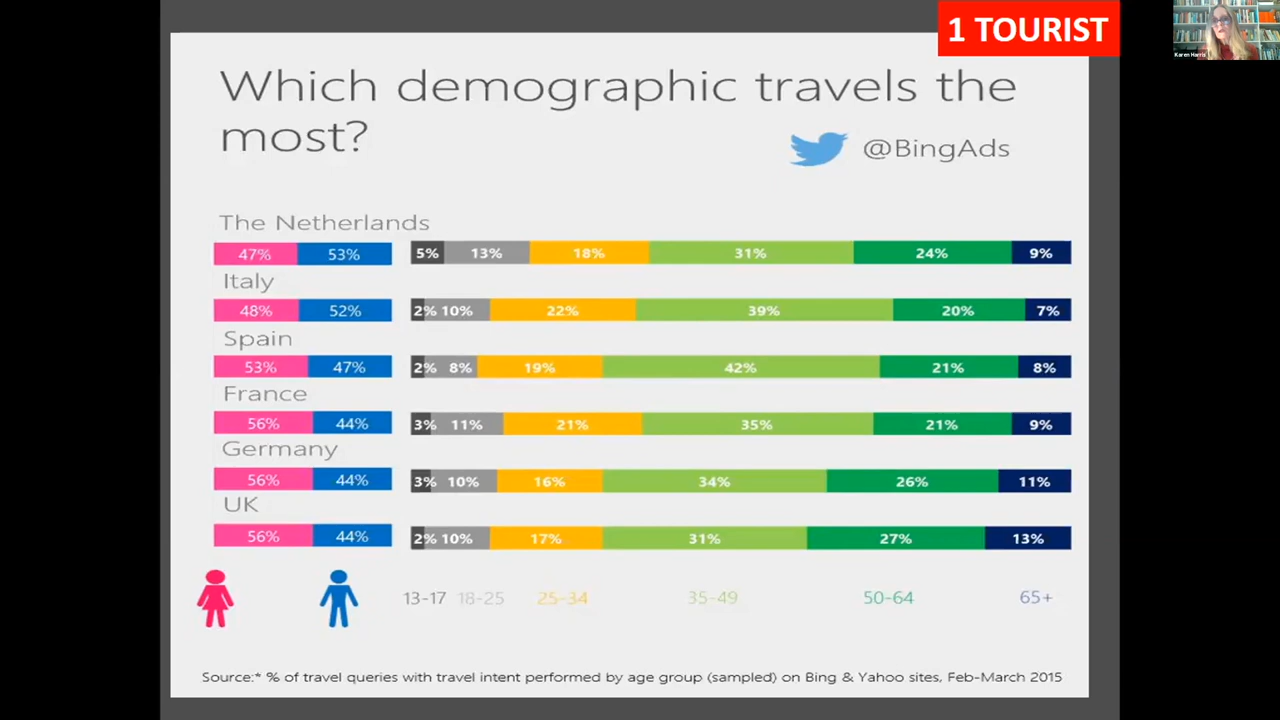 1 TOURIST
Karen Harris
Which demographic travels the
most?
@BingAds
The Netherlands
47% 53% 5% 13% 18% 31% 24% 9%
Italy
48% 52% 2% 10% 22% 39% 20% 7%
Spain
53% 47% 2% 8% 19% 42% 21% 8%
France
56% 44% 3% 11% 21% 35% 21% 9%
Germany
56% 44% 3% 10% 16% 34% 26% 11%
UK
56% 44% 2% 10% 17% 31% 27% 13%
13-17 18-25 25-34 35-49 50-64 65+
Source:* % of travel queries with travel intent performed by age group (sampled) on Bing & Yahoo sites, Feb-March 2015